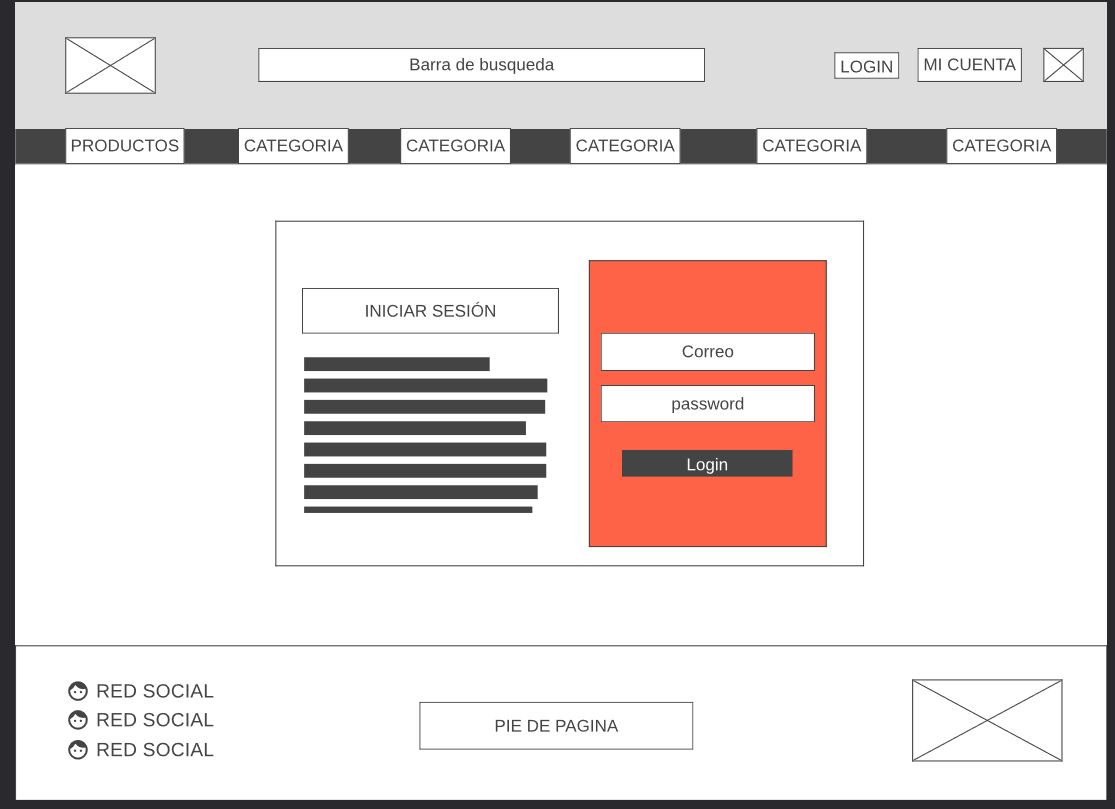 Barra de busqueda
LOGIN
MI CUENTA
PRODUCTOS
CATEGORIA
CATEGORIA
CATEGORIA
CATEGORIA
CATEGORIA
INICIAR SESIÓN
Correo
password
Login
RED SOCIAL
RED SOCIAL
RED SOCIAL
PIE DE PAGINA